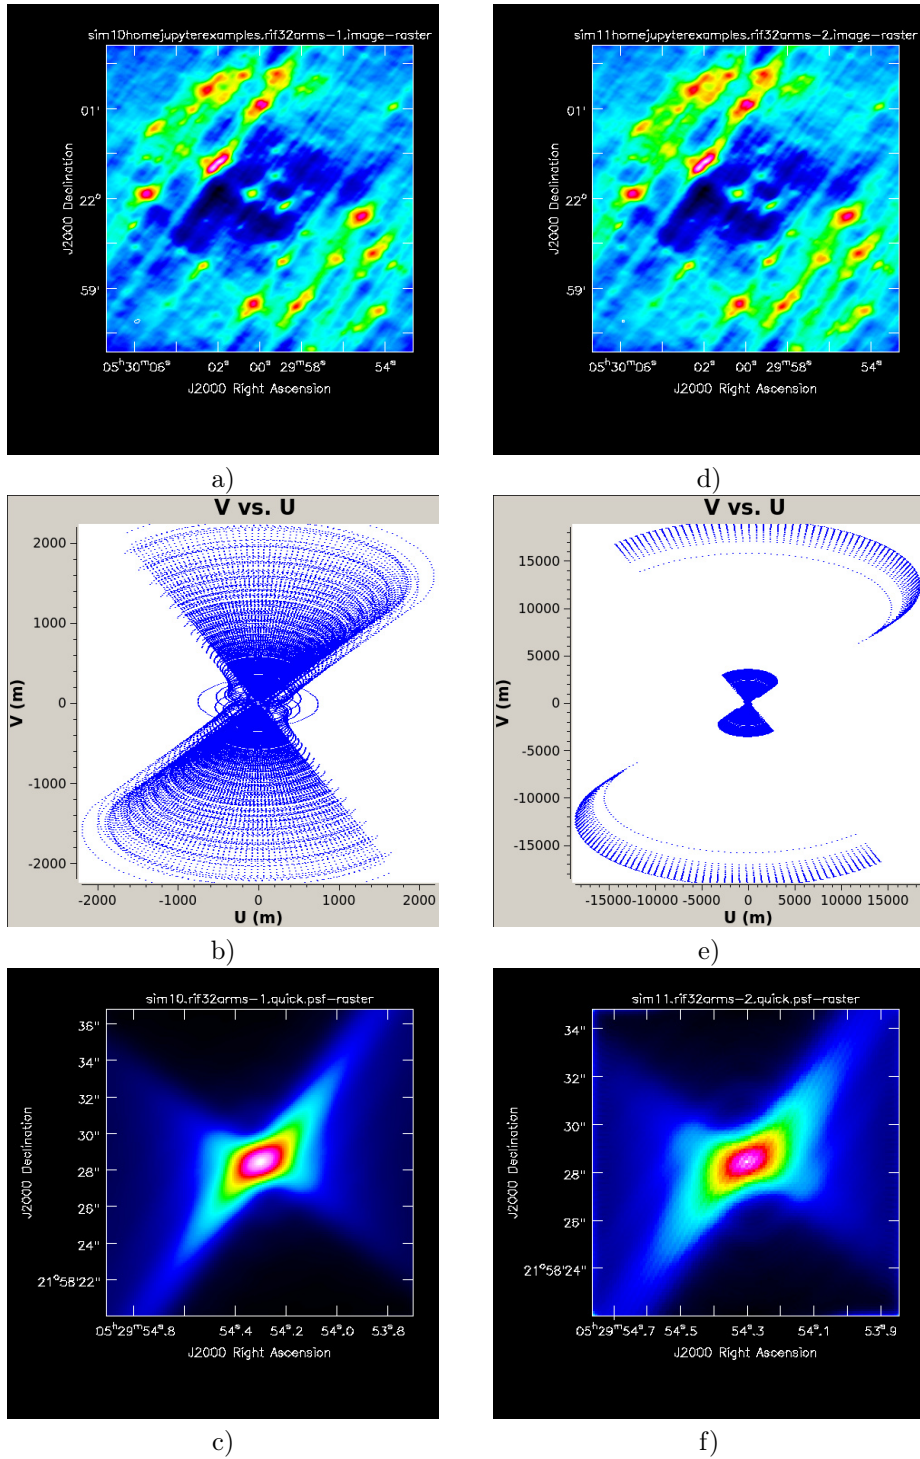 sim10homejupyterexamples.rif32arms-1.image-raster
01'
22°
59'
J2000 Declination
05ʰ30ᵐ06ˢ 02ˢ 00ˢ 29ᵐ58ˢ 54ˢ
J2000 Right Ascension
a)
sim11homejupyterexamples.rif32arms-2.image-raster
01'
22°
59'
J2000 Declination
05ʰ30ᵐ06ˢ 02ˢ 00ˢ 29ᵐ58ˢ 54ˢ
J2000 Right Ascension
d)
V vs. U
2000
1000
0
-1000
-2000
V (m)
-2000 -1000 0 1000 2000
U (m)
b)
V vs. U
15000
10000
5000
0
-5000
-10000
-15000
V (m)
-15000-10000 -5000 0 5000 10000 15000
U (m)
e)
sim10.rif32arms-1.quick.psf-raster
36"
34"
32"
30"
28"
26"
24"
21°58'22"
J2000 Declination
05ʰ29ᵐ54ˢ.8 54ˢ.4 54ˢ.2 54ˢ.0 53ˢ.8
J2000 Right Ascension
c)
sim11.rif32arms-2.quick.psf-raster
34"
32"
30"
28"
26"
21°58'24"
J2000 Declination
05ʰ29ᵐ54ˢ.7 54ˢ.5 54ˢ.3 54ˢ.1 53ˢ.9
J2000 Right Ascension
f)